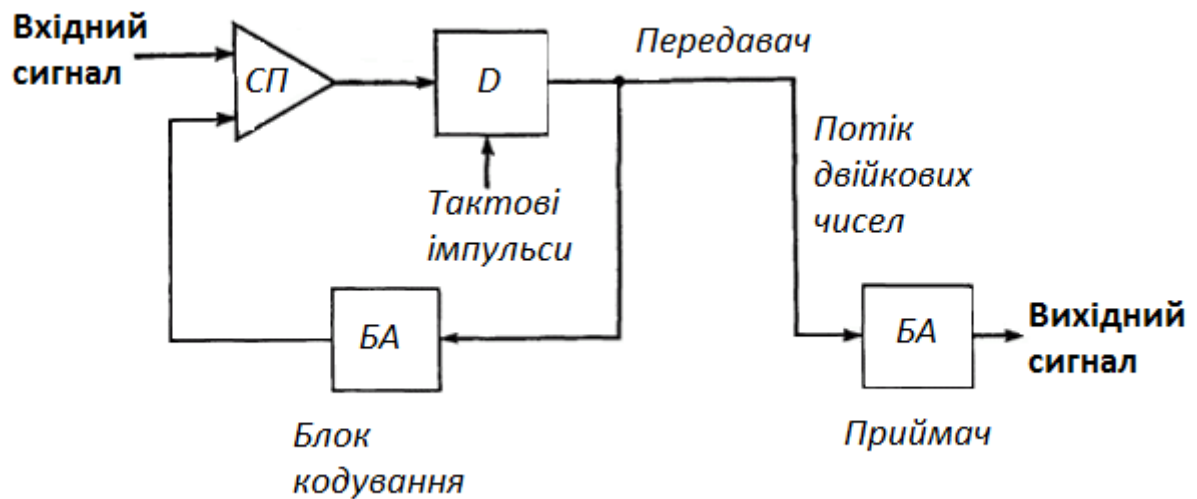 Вхідний
сигнал
СП
D
Передавач
Тактові
імпульси
Потік
двійкових
чисел
БА
Блок
кодування
БА
Приймач
Вихідний
сигнал